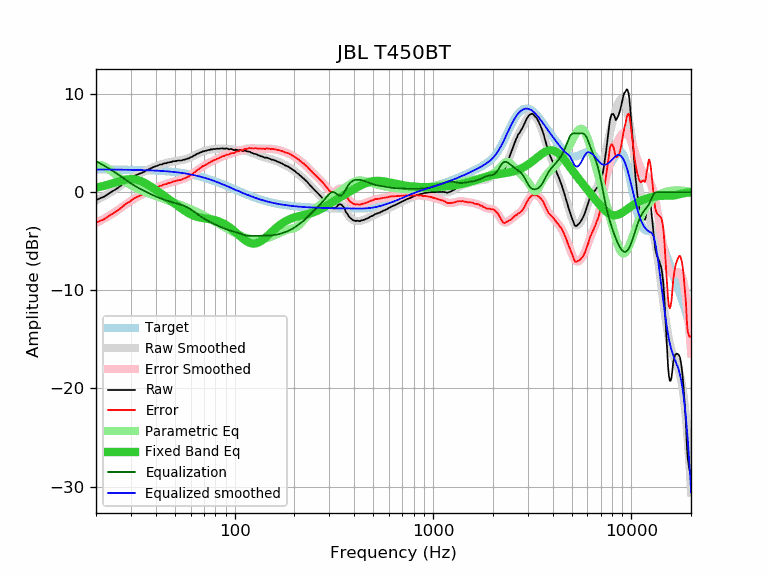 JBL T450BT
Amplitude (dBr)
10
0
−10
−20
−30
Target
Raw Smoothed
Error Smoothed
Raw
Error
Parametric Eq
Fixed Band Eq
Equalization
Equalized smoothed
100
1000
10000
Frequency (Hz)